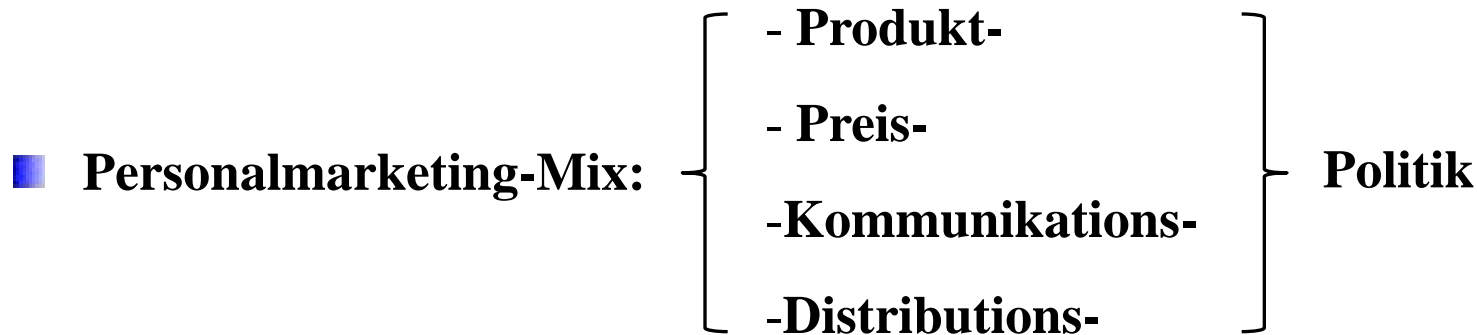 - Produkt-
- Preis-
Personalmarketing-Mix:
Politik
-Kommunikations-
-Distributions-